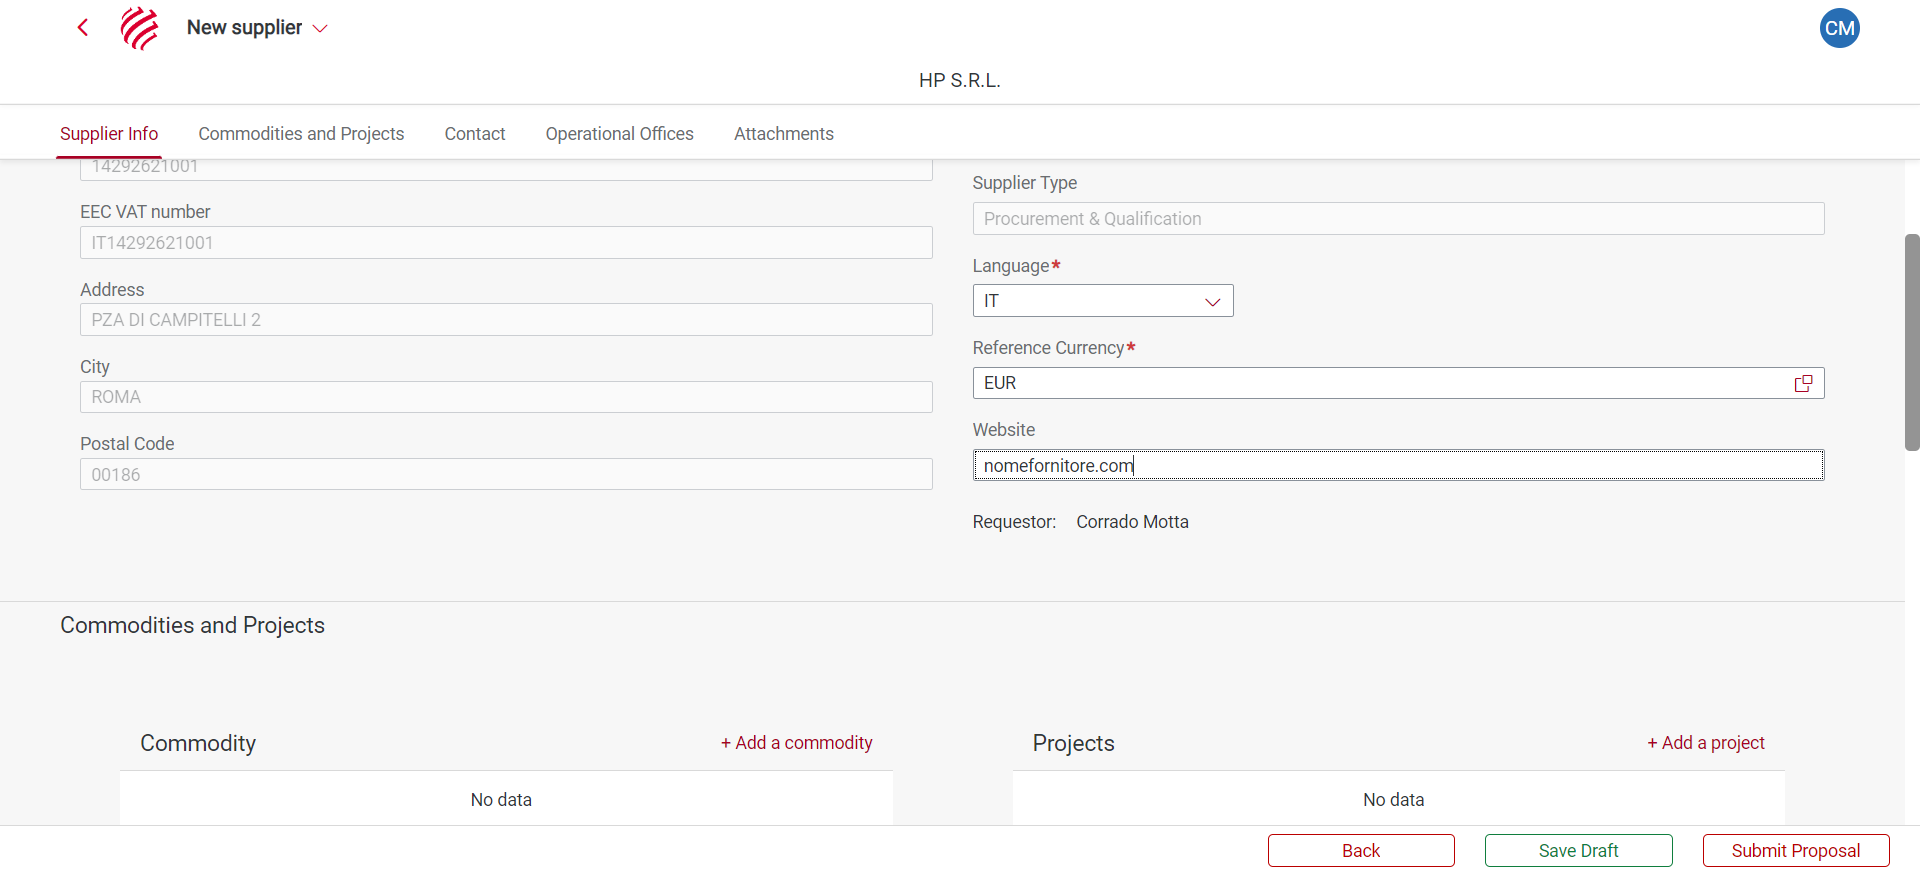 New supplier
CM
HP S.R.L.
Supplier Info
Commodities and Projects
Contact
Operational Offices
Attachments
14292621001
EEC VAT number
IT14292621001
Address
PZA DI CAMPITELLI 2
City
ROMA
Postal Code
00186
Supplier Type
Procurement & Qualification
Language*
IT
Reference Currency*
EUR
Website
nomefornitore.com
Requestor: Corrado Motta
Commodities and Projects
Commodity
+ Add a commodity
No data
Projects
+ Add a project
No data
Back
Save Draft
Submit Proposal